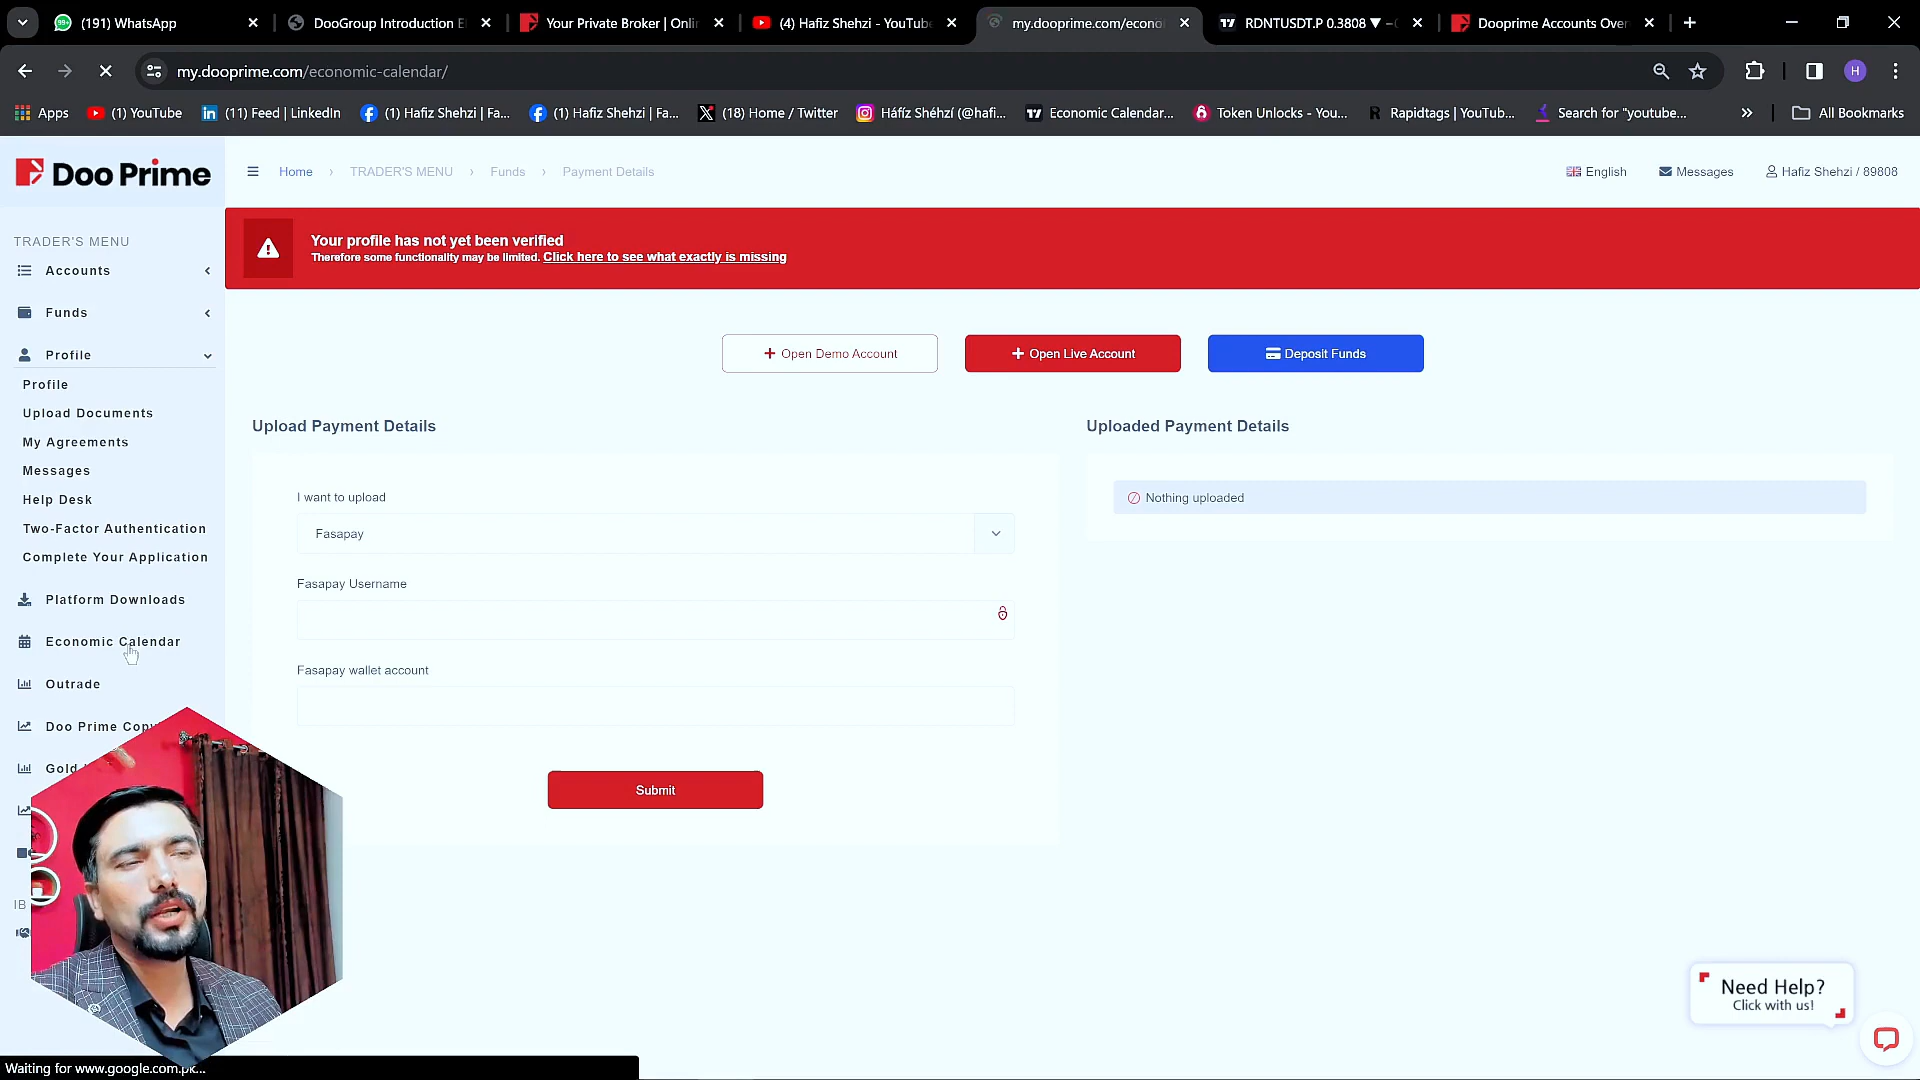 (191) WhatsApp
DooGroup Introduction E
Your Private Broker | Onli
(4) Hafiz Shehzi - YouTube
my.dooprime.com/econo
RDNTUSDT.P 0.3808 ▼
Dooprime Accounts Over
my.dooprime.com/economic-calendar/
H
Apps
(1) YouTube
(11) Feed | LinkedIn
(1) Hafiz Shehzi | Fa...
(1) Hafiz Shehzi | Fa...
(18) Home / Twitter
Háfíz Shéhzí (@hafi...
Economic Calendar...
Token Unlocks - You...
Rapidtags | YouTub...
Search for "youtube...
All Bookmarks
Doo Prime
Home › TRADER'S MENU › Funds › Payment Details
English
Messages
Hafiz Shehzi / 89808
Your profile has not yet been verified
Therefore some functionality may be limited. Click here to see what exactly is missing
TRADER'S MENU
Accounts
Funds
Profile
Profile
Upload Documents
My Agreements
Messages
Help Desk
Two-Factor Authentication
Complete Your Application
Platform Downloads
Economic Calendar
Outrade
Doo Prime Copy
Gold
IB
Open Demo Account
Open Live Account
Deposit Funds
Upload Payment Details
I want to upload
Fasapay
Fasapay Username
Fasapay wallet account
Submit
Uploaded Payment Details
Nothing uploaded
Need Help?
Click with us!
Waiting for www.google.com.pk...